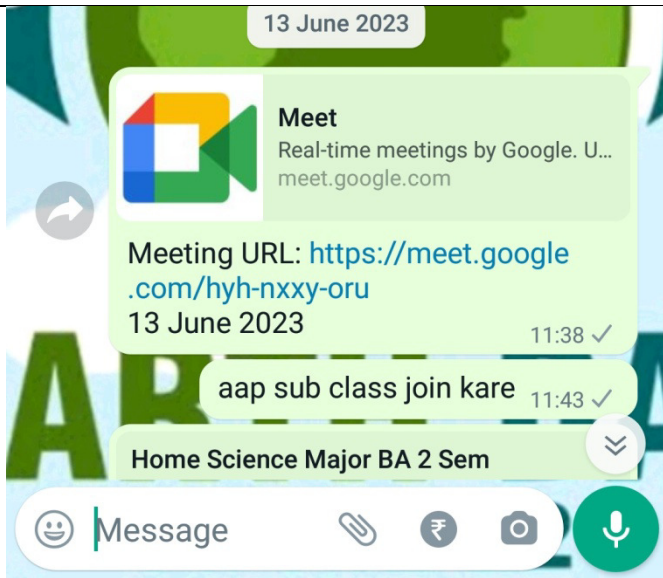 13 June 2023
Meet
Real-time meetings by Google. U...
meet.google.com
Meeting URL: https://meet.google
.com/hyh-nxxy-oru
13 June 2023
11:38
aap sub class join kare 11:43
Home Science Major BA 2 Sem
Message